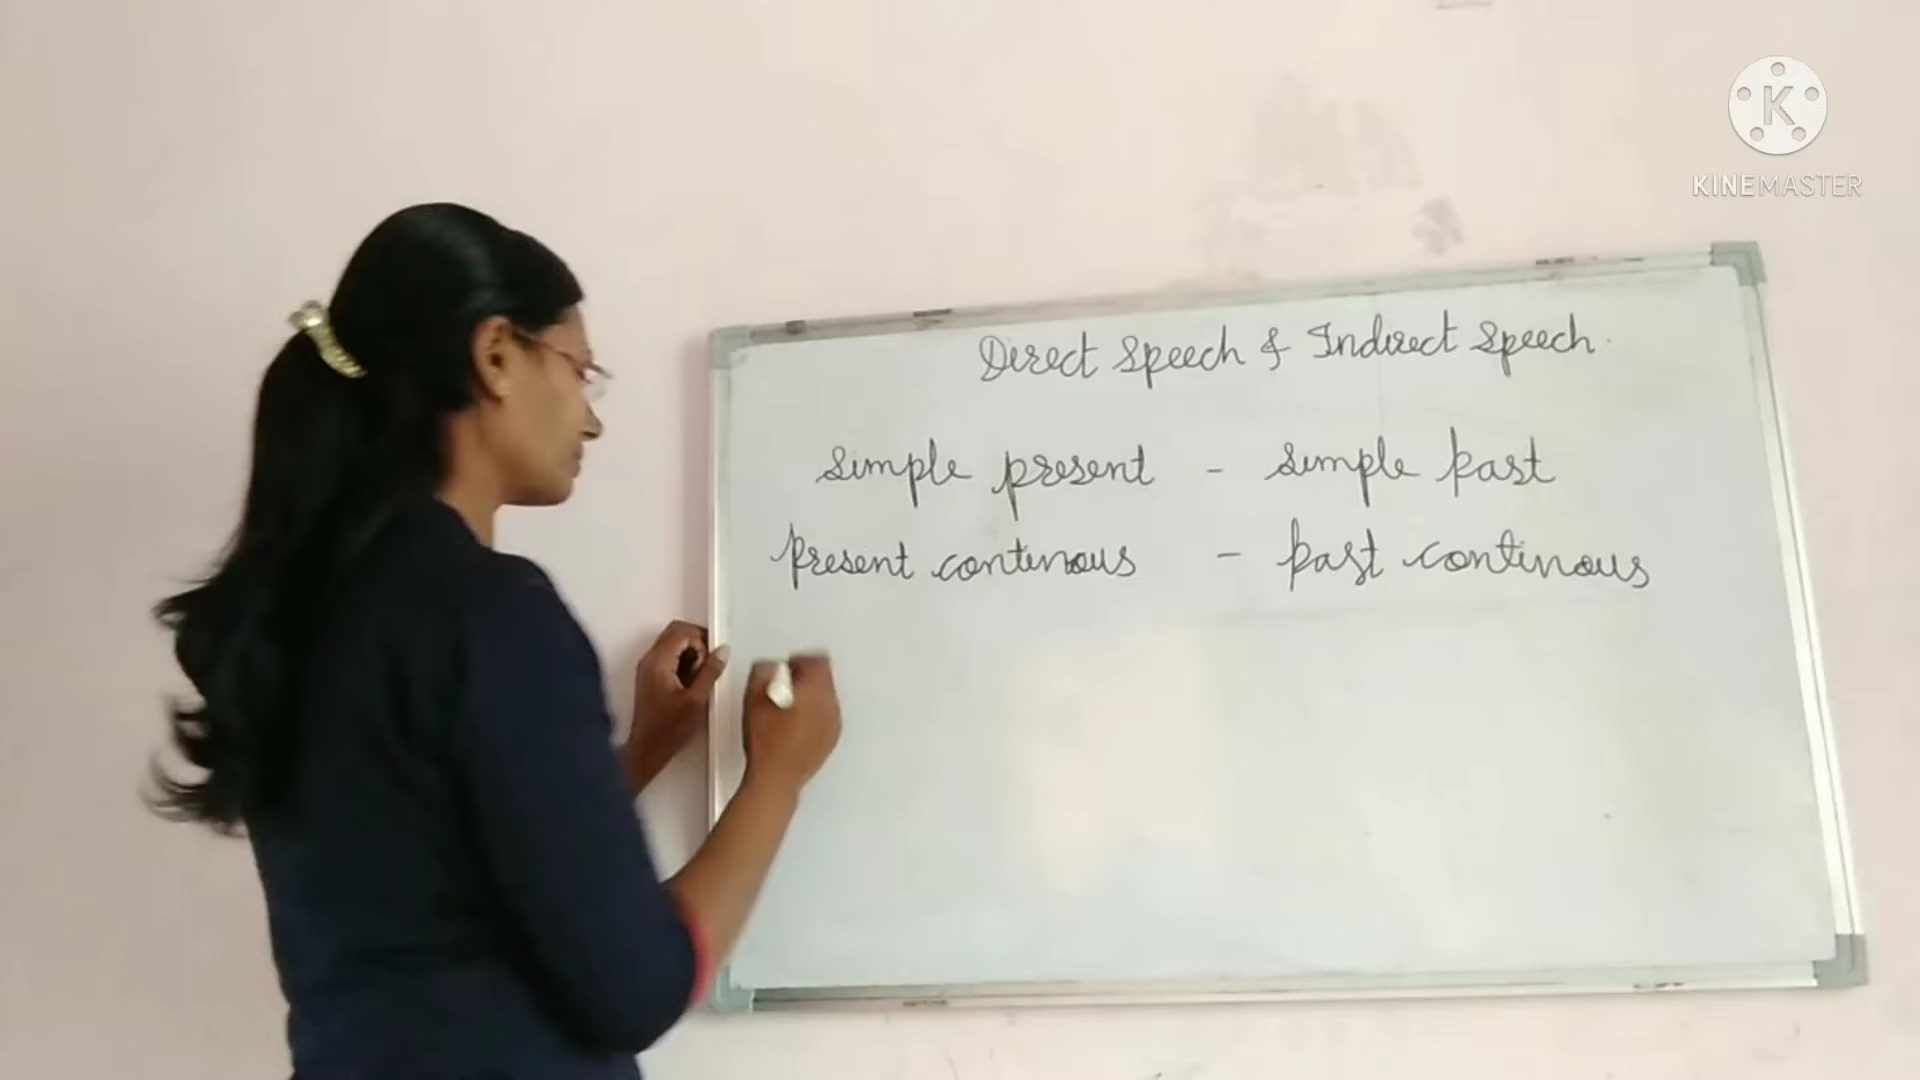 KINEMASTER
Direct Speech & Indirect Speech.
simple present - simple past
present continous - past continous